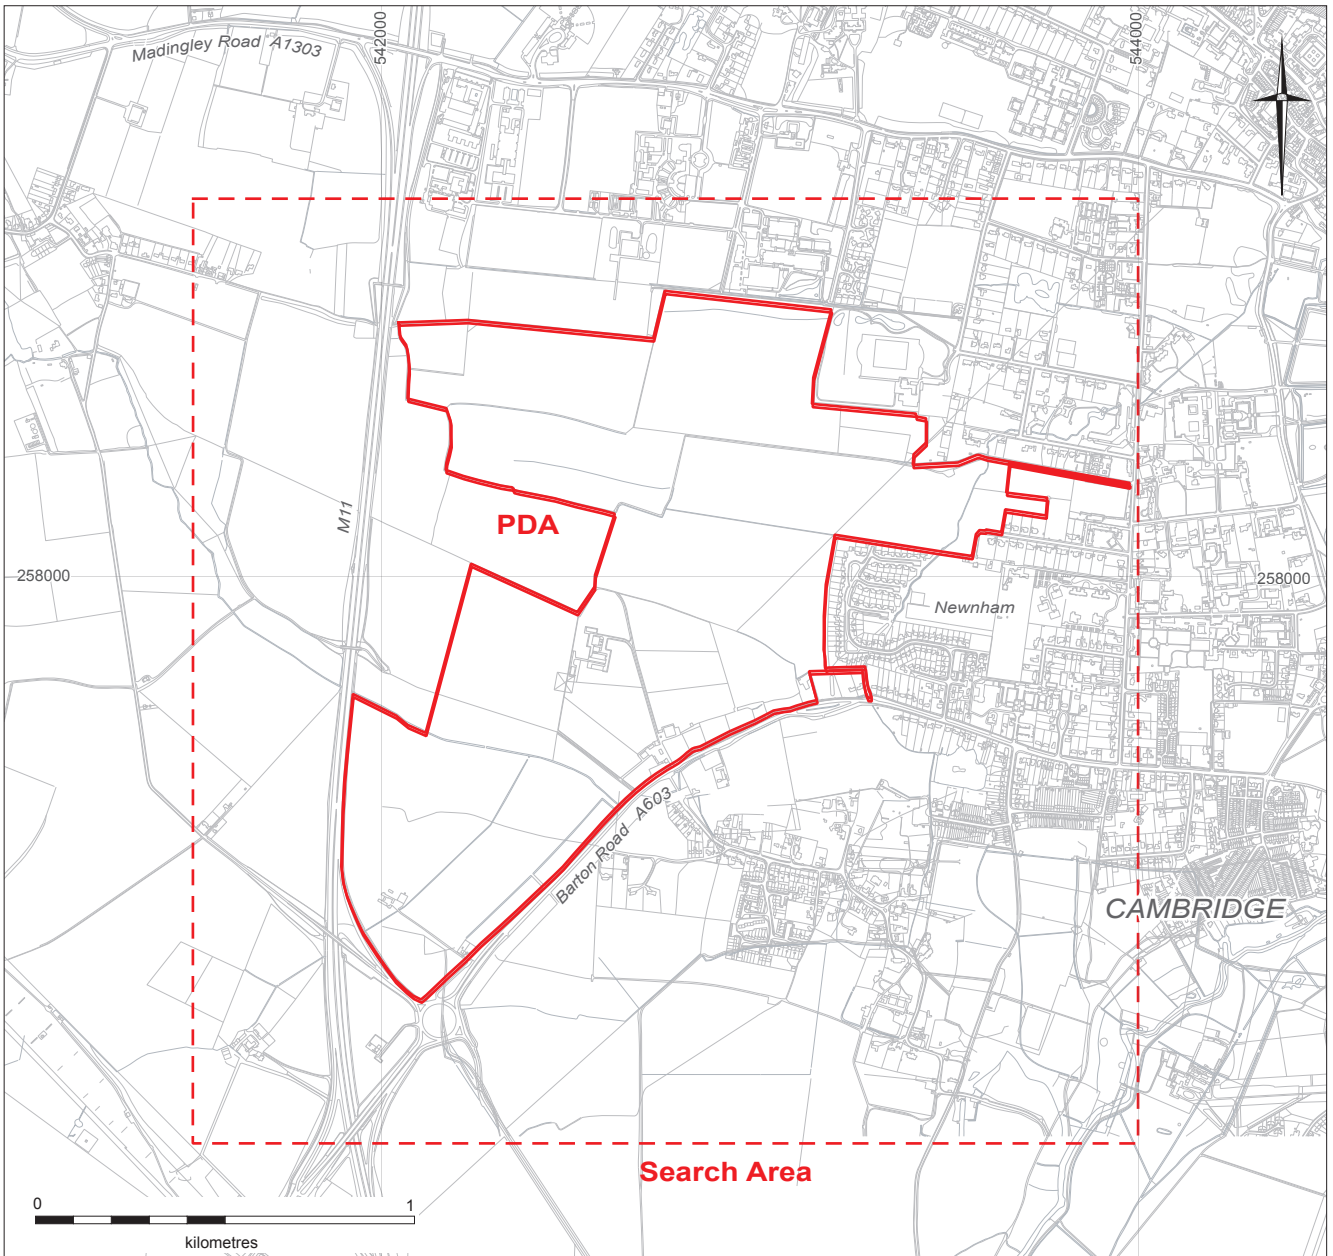 Madingley Road A1303
542000
544000
M11
PDA
258000
258000
Newnham
Barton Road A603
CAMBRIDGE
Search Area
0 1
kilometres